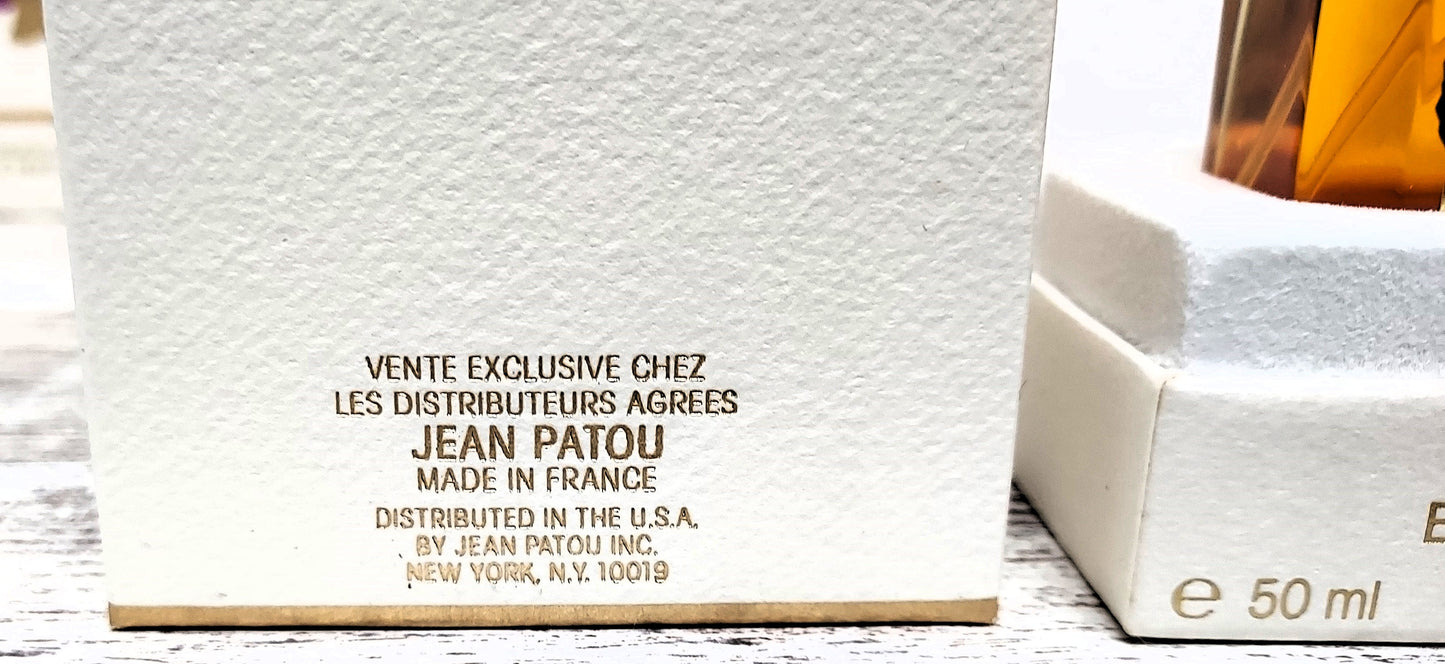 VENTE EXCLUSIVE CHEZ
LES DISTRIBUTEURS AGREES
JEAN PATOU
MADE IN FRANCE
DISTRIBUTED IN THE U.S.A.
BY JEAN PATOU INC.
NEW YORK, N.Y. 10019
e 50 ml